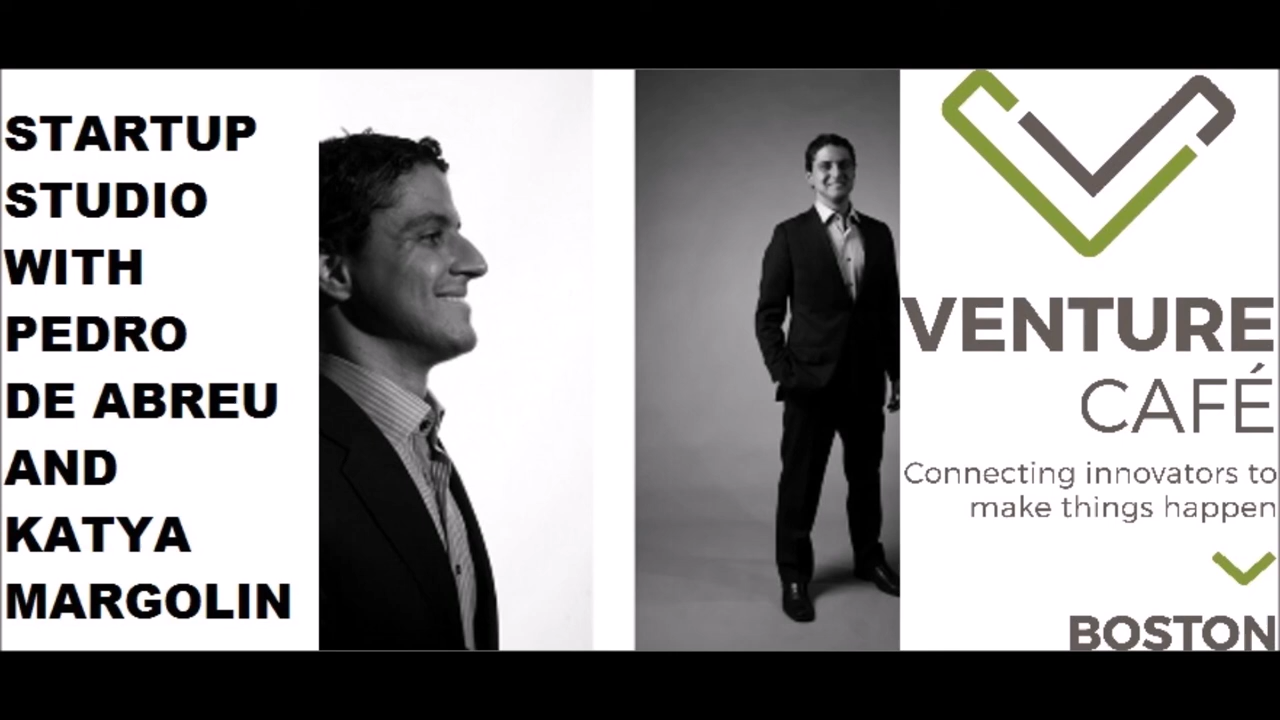 STARTUP
STUDIO
WITH
PEDRO
DE ABREU
AND
KATYA
MARGOLIN
VENTURE
CAFÉ
Connecting innovators to
make things happen
BOSTON